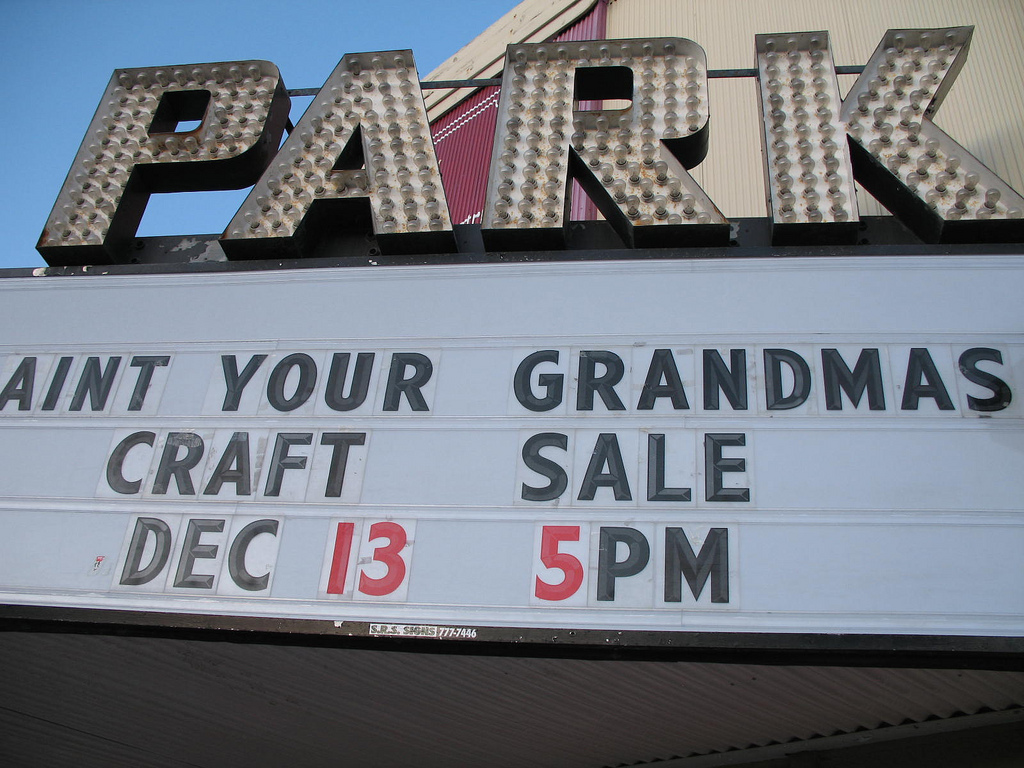 PARK
AINT YOUR GRANDMAS
CRAFT SALE
DEC 13 5PM
S.R.S. SIGNS 777-7446